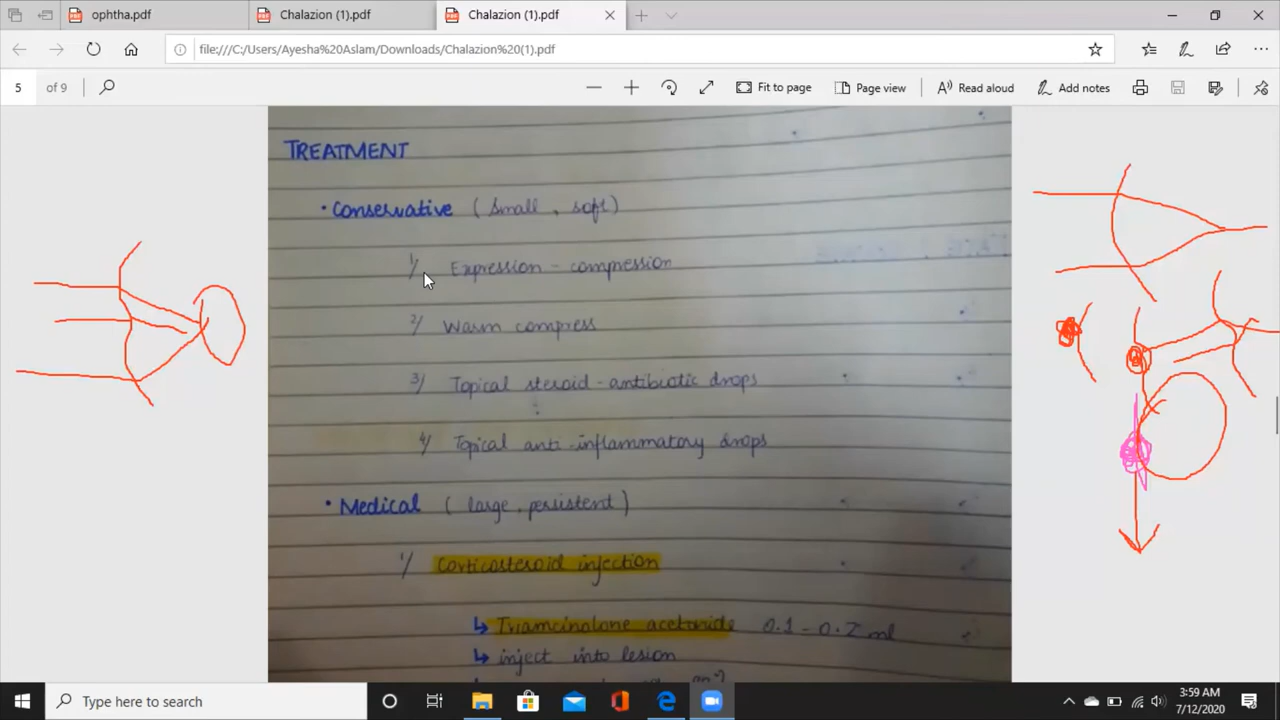 ophtha.pdf
Chalazion (1).pdf
Chalazion (1).pdf
file:///C:/Users/Ayesha%20Aslam/Downloads/Chalazion%20(1).pdf
5 of 9
Fit to page
Page view
Read aloud
Add notes
TREATMENT
• Conservative (small, soft)
1/ Expression - compression
2/ Warm compress
3/ Topical steroid - antibiotic drops
4/ Topical anti-inflammatory drops
• Medical (large, persistent)
1/ Corticosteroid injection
↳ Triamcinolone acetonide 0.1 - 0.2 ml
↳ inject into lesion
Type here to search
3:59 AM
7/12/2020